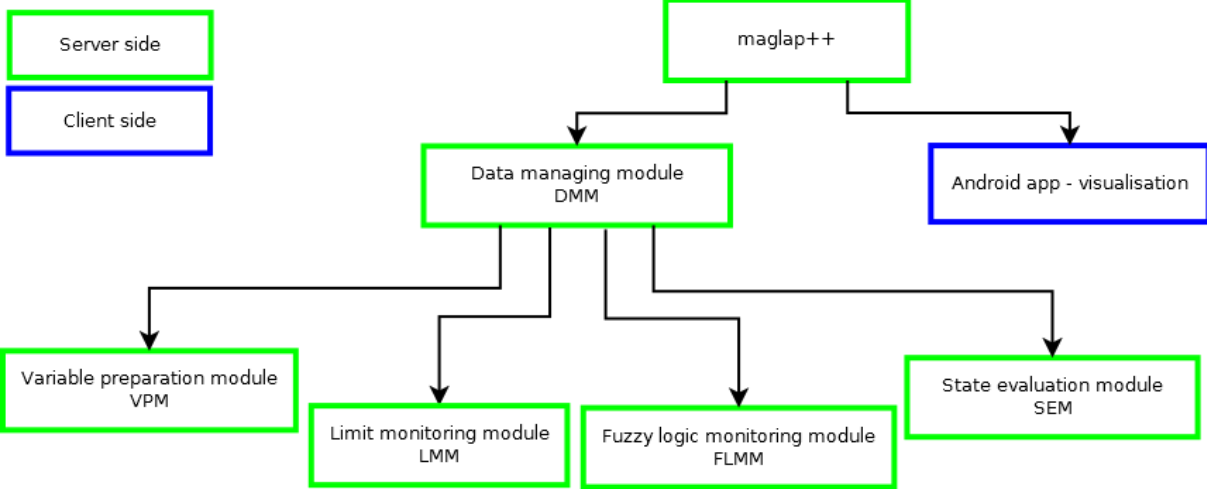 Server side
maglap++
Client side
Data managing module
DMM
Android app - visualisation
Variable preparation module
VPM
Limit monitoring module
LMM
Fuzzy logic monitoring module
FLMM
State evaluation module
SEM